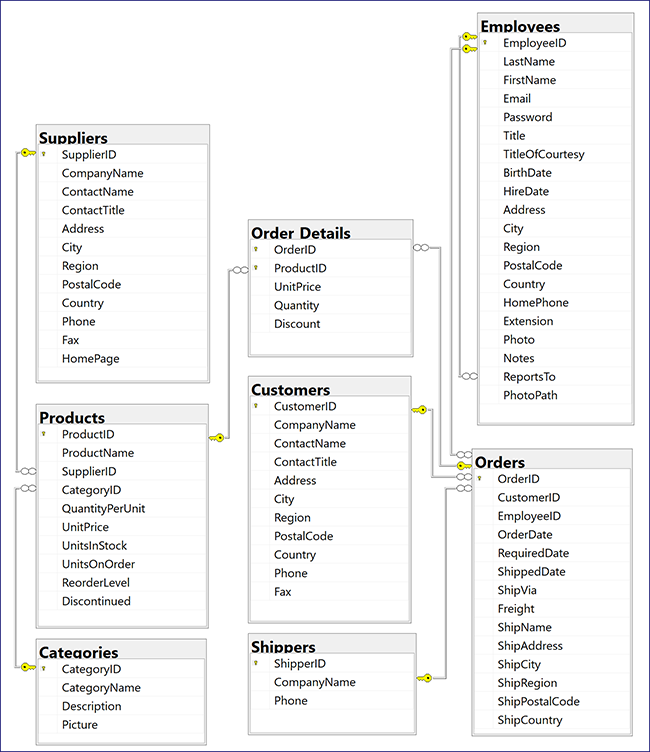 Employees
EmployeeID
LastName
FirstName
Email
Password
Title
TitleOfCourtesy
BirthDate
HireDate
Address
City
Region
PostalCode
Country
HomePhone
Extension
Photo
Notes
ReportsTo
PhotoPath
Suppliers
SupplierID
CompanyName
ContactName
ContactTitle
Address
City
Region
PostalCode
Country
Phone
Fax
HomePage
Order Details
OrderID
ProductID
UnitPrice
Quantity
Discount
Products
ProductID
ProductName
SupplierID
CategoryID
QuantityPerUnit
UnitPrice
UnitsInStock
UnitsOnOrder
ReorderLevel
Discontinued
Customers
CustomerID
CompanyName
ContactName
ContactTitle
Address
City
Region
PostalCode
Country
Phone
Fax
Orders
OrderID
CustomerID
EmployeeID
OrderDate
RequiredDate
ShippedDate
ShipVia
Freight
ShipName
ShipAddress
ShipCity
ShipRegion
ShipPostalCode
ShipCountry
Categories
CategoryID
CategoryName
Description
Picture
Shippers
ShipperID
CompanyName
Phone